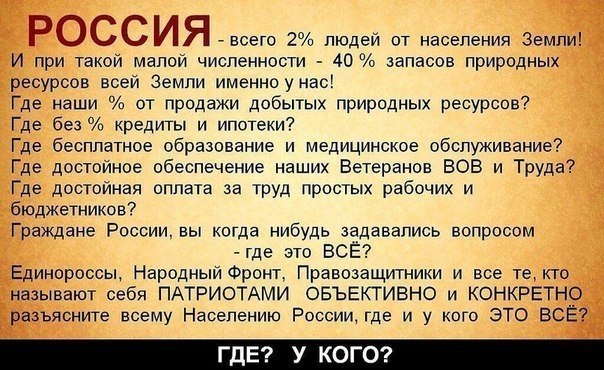 РОССИЯ - всего 2% людей от населения Земли!
И при такой малой численности - 40 % запасов природных
ресурсов всей Земли именно у нас!
Где наши % от продажи добытых природных ресурсов?
Где без % кредиты и ипотеки?
Где бесплатное образование и медицинское обслуживание?
Где достойное обеспечение наших Ветеранов ВОВ и Труда?
Где достойная оплата за труд простых рабочих и
бюджетников?
Граждане России, вы когда нибудь задавались вопросом
- где это ВСЁ?
Единороссы, Народный Фронт, Правозащитники и все те, кто
называют себя ПАТРИОТАМИ ОБЪЕКТИВНО и КОНКРЕТНО
разъясните всему Населению России, где и у кого ЭТО ВСЁ?
ГДЕ? У КОГО?